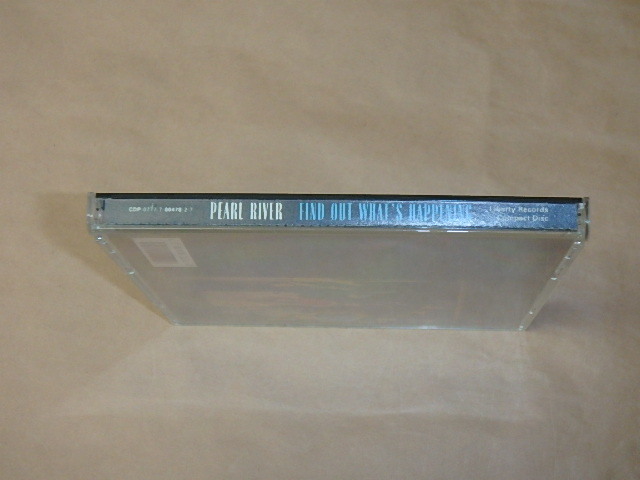 PEARL RIVER FIND OUT WHAT'S HAPPENING
Liberty Records
Compact Disc